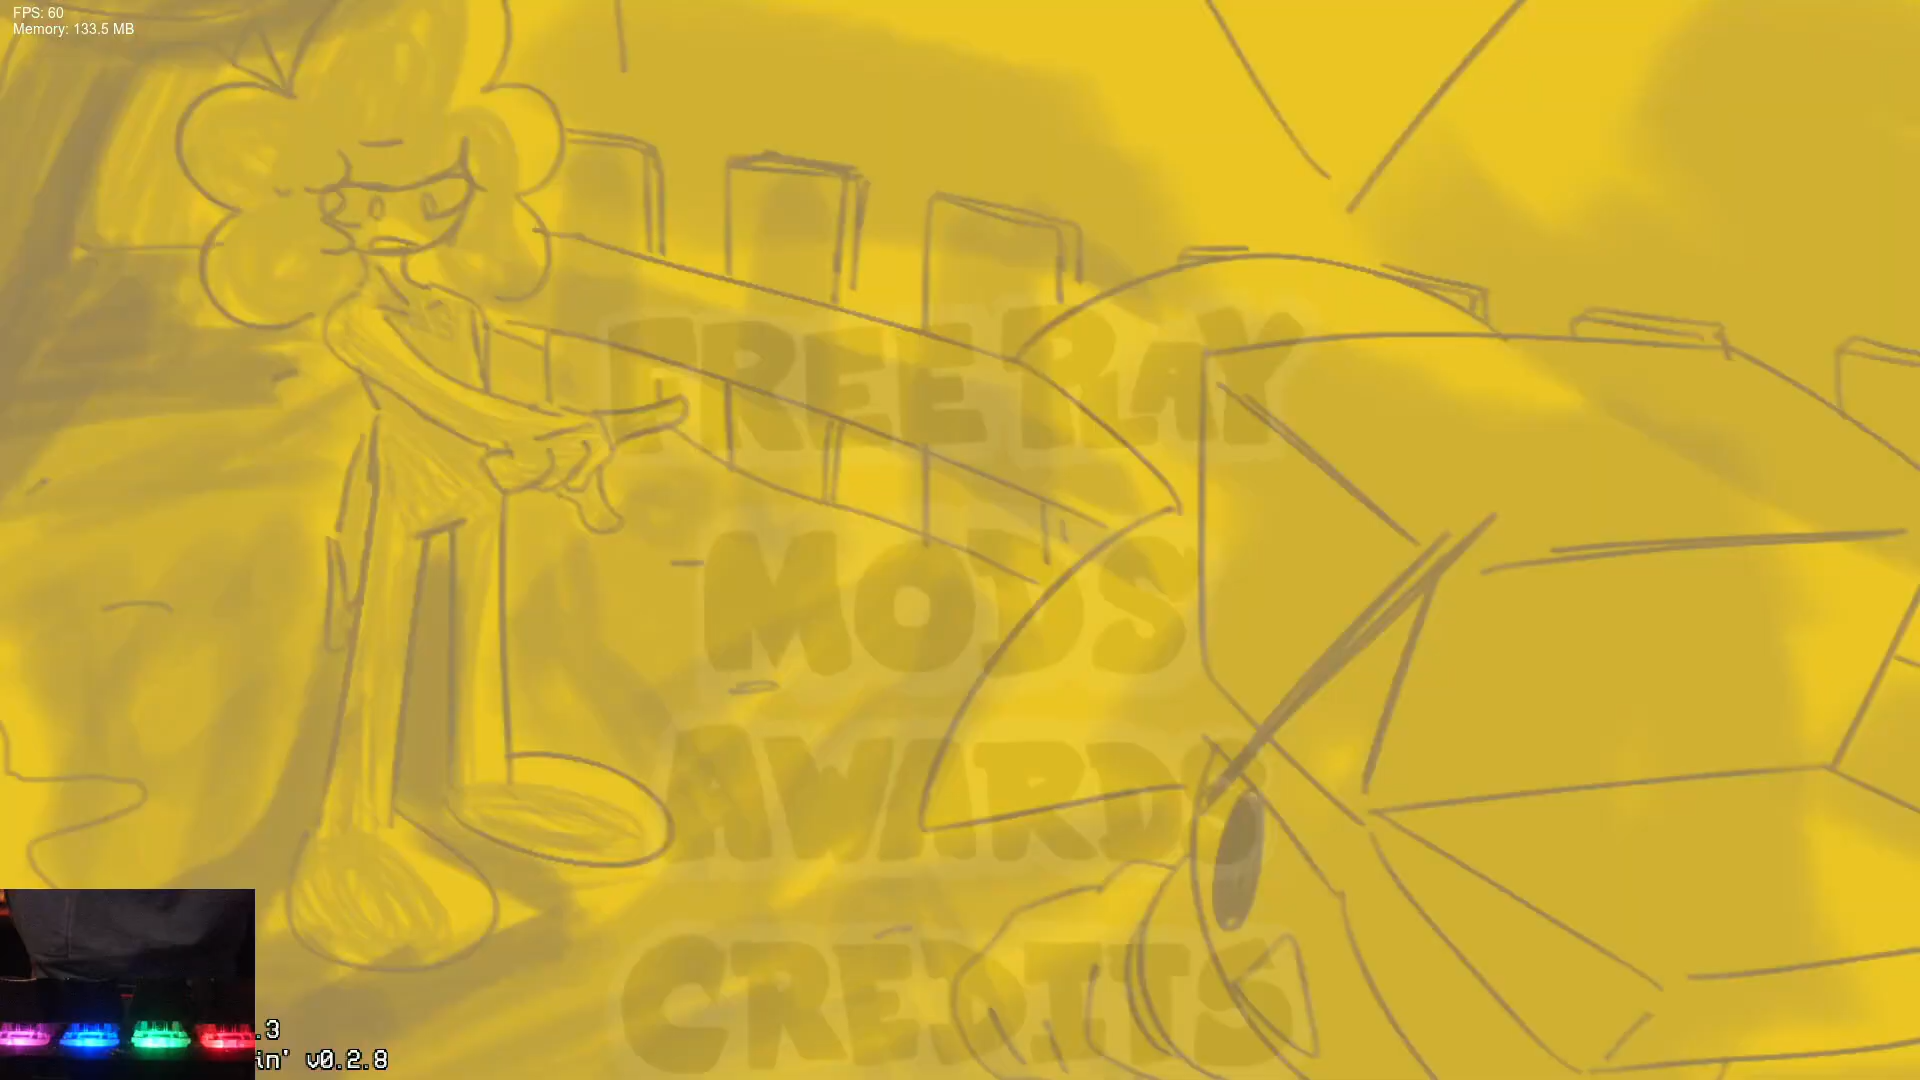 FPS: 60
Memory: 133.5 MB
FREEPLAY
MODS
AWARDS
CREDITS
.3
in' v0.2.8